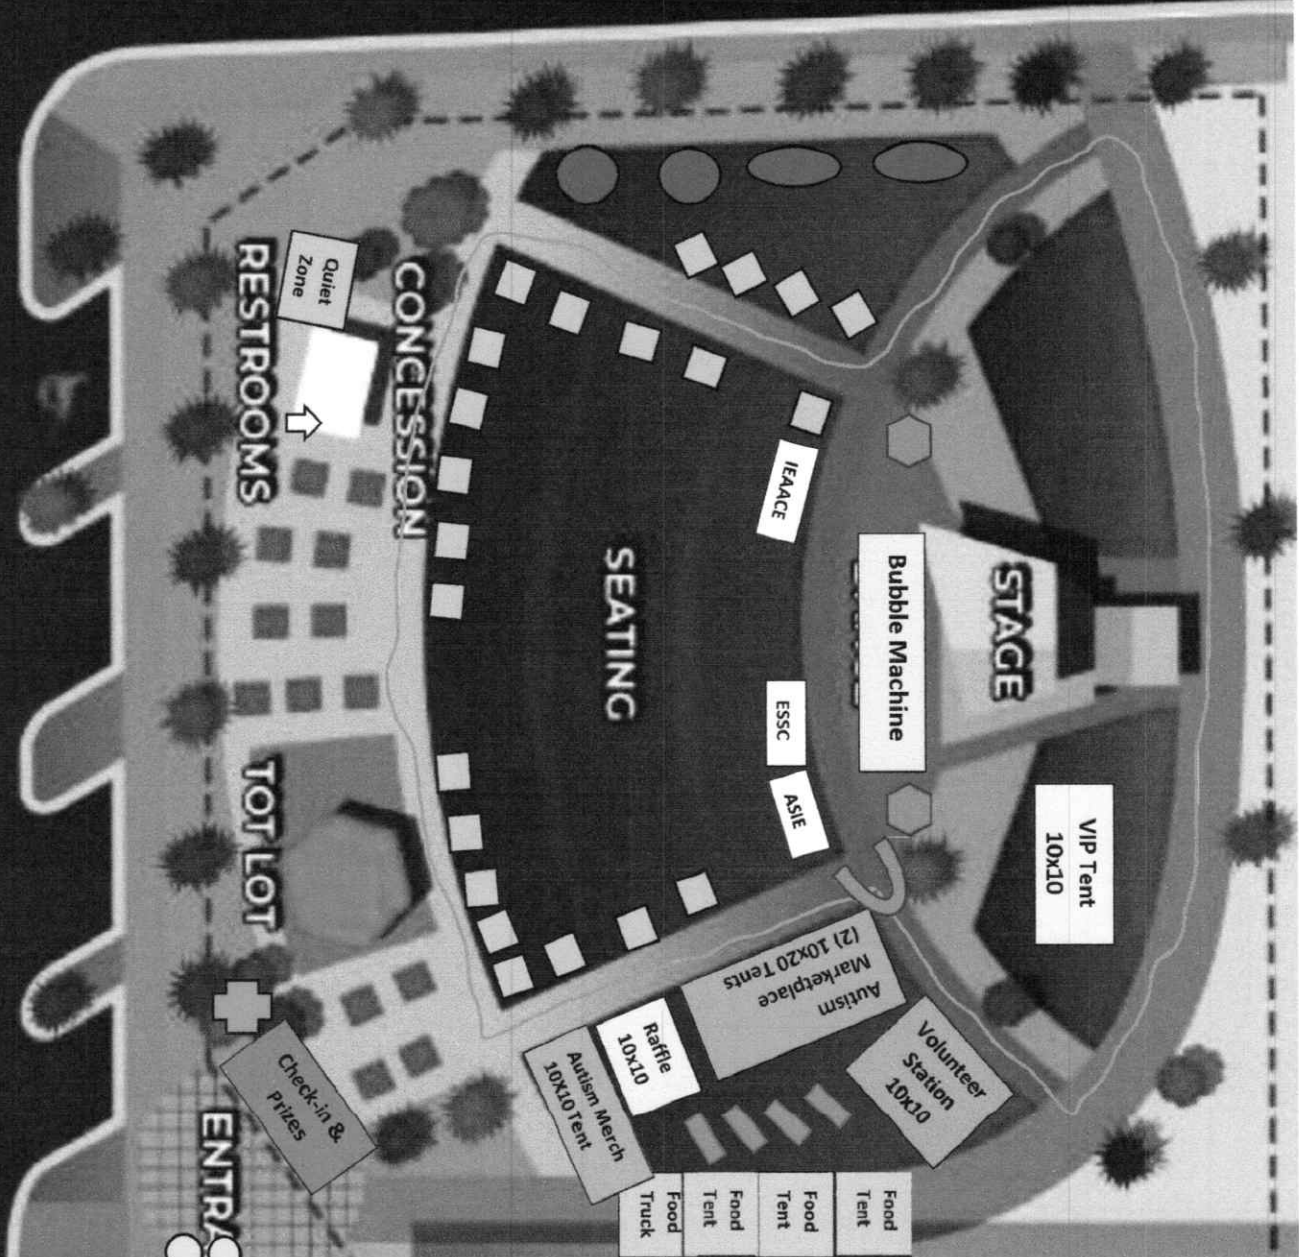 Quiet
Zone
RESTROOMS
CONCESSION
IEAACE
SEATING
Bubble Machine
STAGE
ESSC
ASIE
VIP Tent
10x10
TOT LOT
Autism
Marketplace
(2) 10x20 Tents
Volunteer
Station
10x10
Raffle
10x10
Autism Merch
10X10 Tent
Check-in &
Prizes
ENTRA
Food
Truck
Food
Tent
Food
Tent
Food
Tent